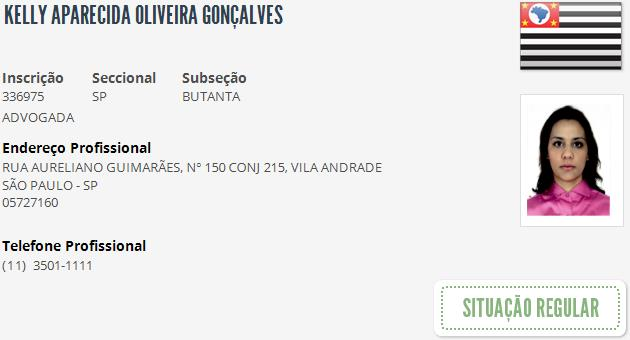 KELLY APARECIDA OLIVEIRA GONÇALVES
Inscrição Seccional Subseção
336975 SP BUTANTA
ADVOGADA
Endereço Profissional
RUA AURELIANO GUIMARÃES, Nº 150 CONJ 215, VILA ANDRADE
SÃO PAULO - SP
05727160
Telefone Profissional
(11) 3501-1111
SITUAÇÃO REGULAR